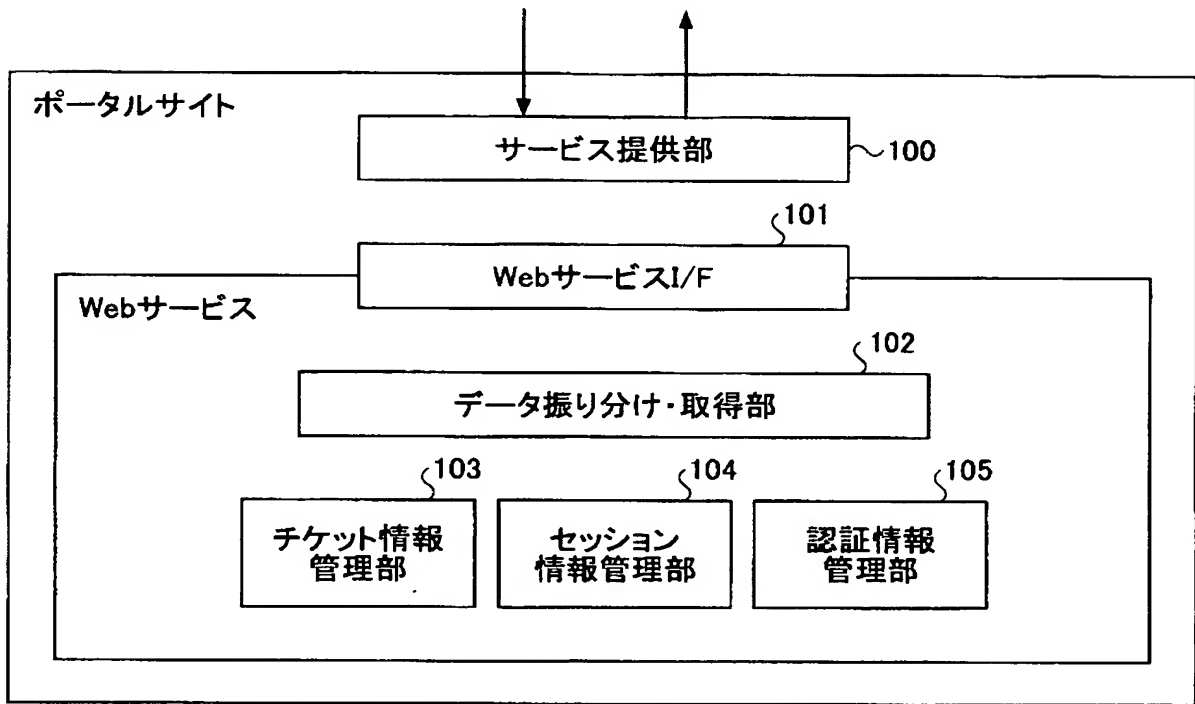 ポータルサイト
サービス提供部
100
101
WebサービスI/F
Webサービス
102
データ振り分け・取得部
103
104
105
チケット情報
管理部
セッション
情報管理部
認証情報
管理部